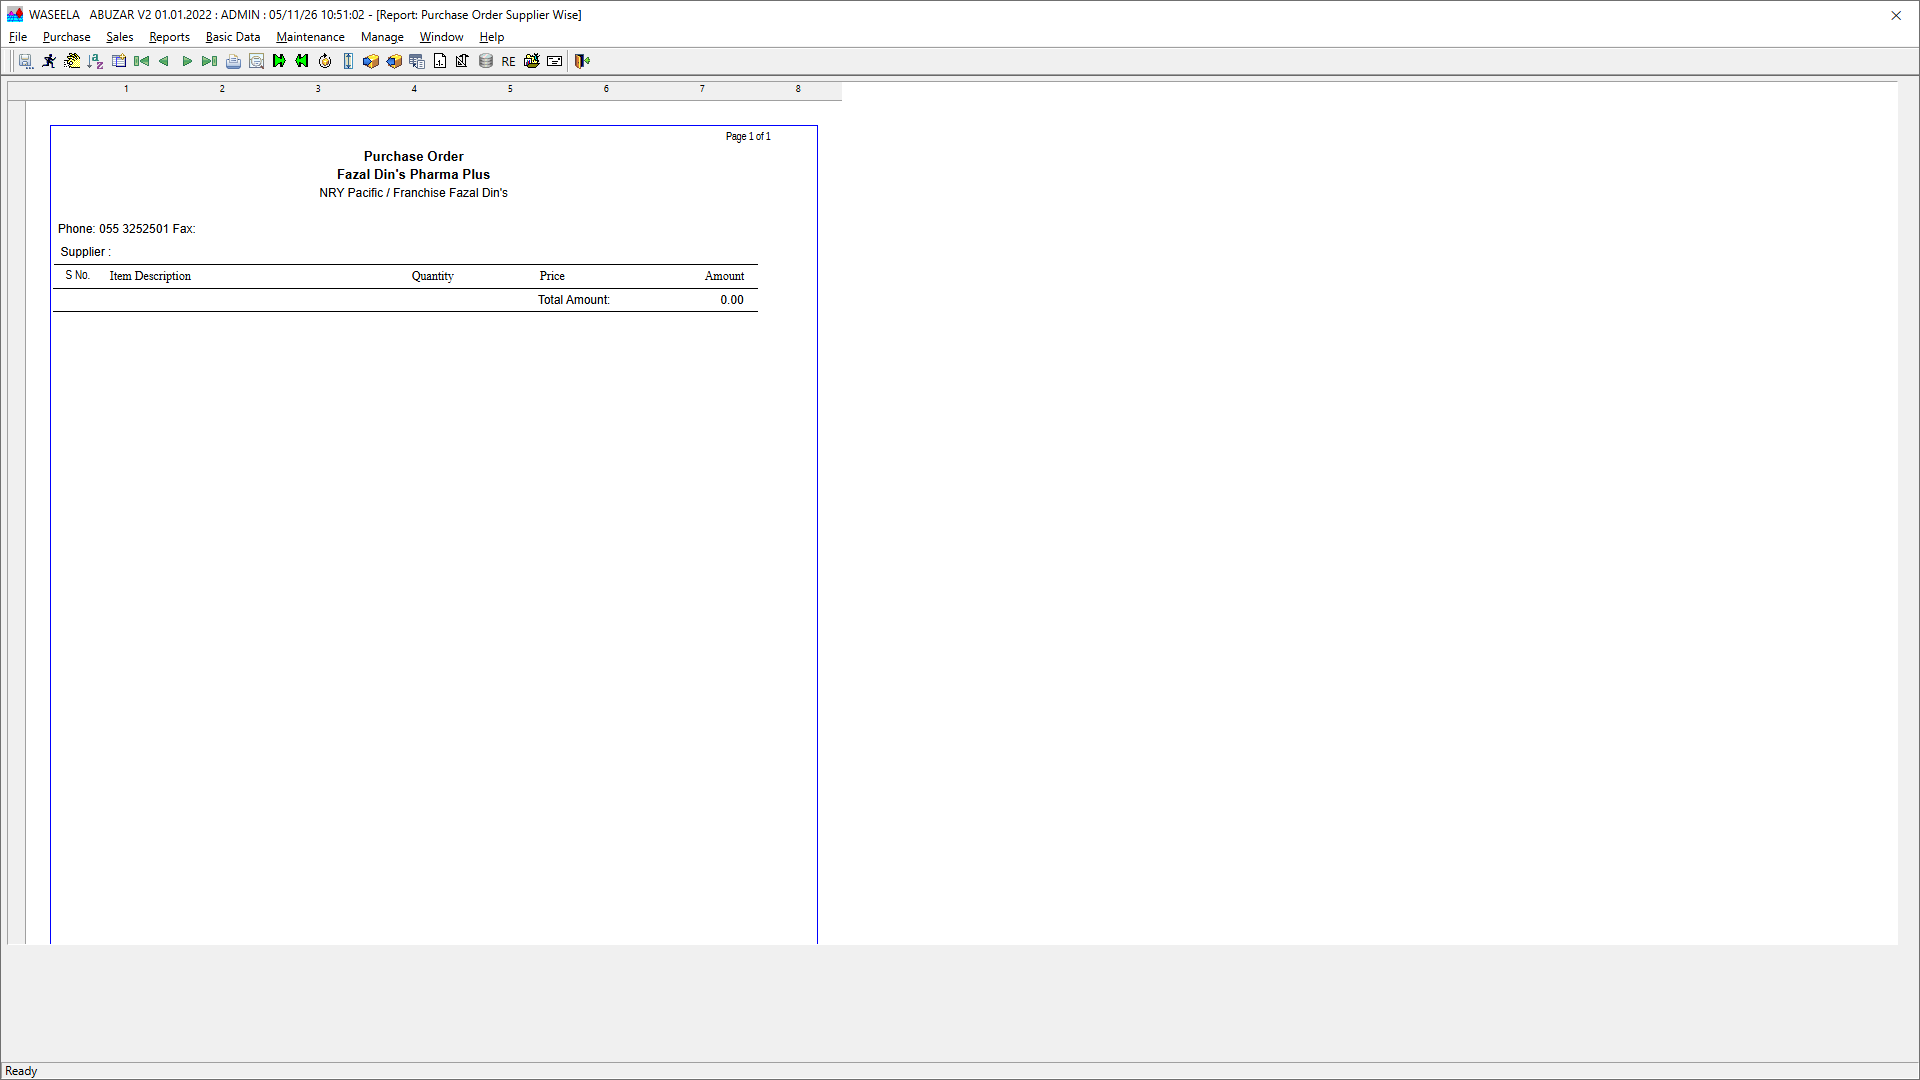 WASEELA ABUZAR V2 01.01.2022 : ADMIN : 05/11/26 10:51:02 - [Report: Purchase Order Supplier Wise]
File Purchase Sales Reports Basic Data Maintenance Manage Window Help
RE
1 2 3 4 5 6 7 8
Page 1 of 1
Purchase Order
Fazal Din's Pharma Plus
NRY Pacific / Franchise Fazal Din's
Phone: 055 3252501 Fax:
Supplier :
S No. Item Description Quantity Price Amount
Total Amount: 0.00
Ready